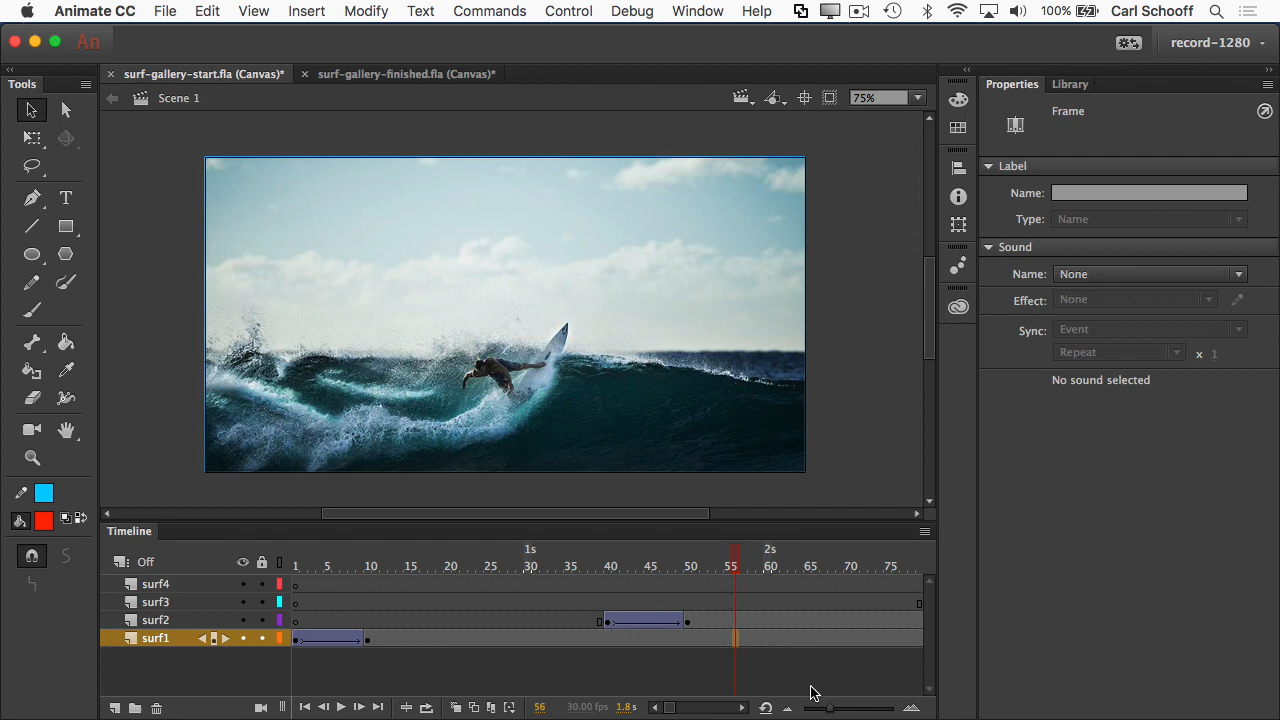 Animate CC File Edit View Insert Modify Text Commands Control Debug Window Help 100% Carl Schooff
An record-1280
Tools
surf-gallery-start.fla (Canvas)* surf-gallery-finished.fla (Canvas)*
Properties Library
Scene 1 75%
Frame
Label
Name:
Type: Name
Sound
Name: None
Effect: None
Sync: Event
Repeat x 1
No sound selected
Timeline
1s 2s
Off 1 5 10 15 20 25 30 35 40 45 50 55 60 65 70 75
surf4
surf3
surf2
surf1
56 30.00 fps 1.8 s